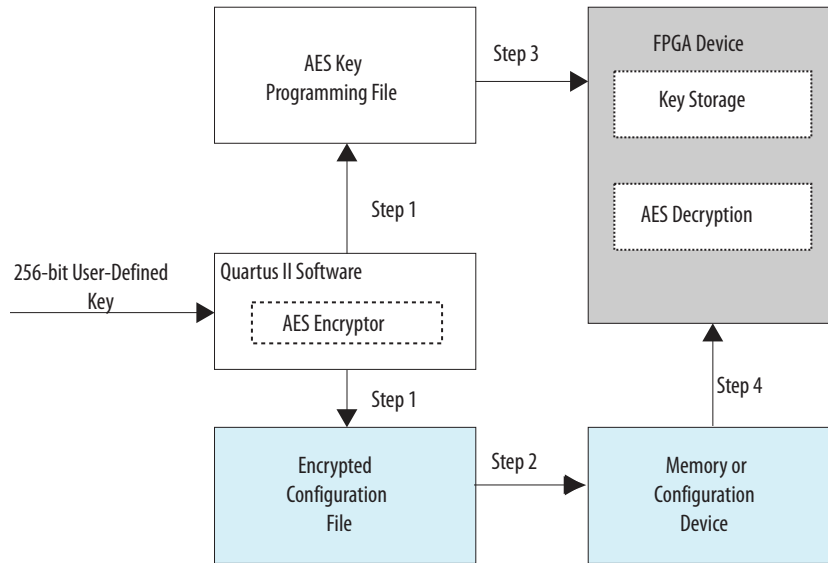 AES Key
Programming File
Step 3
FPGA Device
Key Storage
AES Decryption
Step 1
256-bit User-Defined
Key
Quartus II Software
AES Encryptor
Step 1
Step 4
Encrypted
Configuration
File
Step 2
Memory or
Configuration
Device